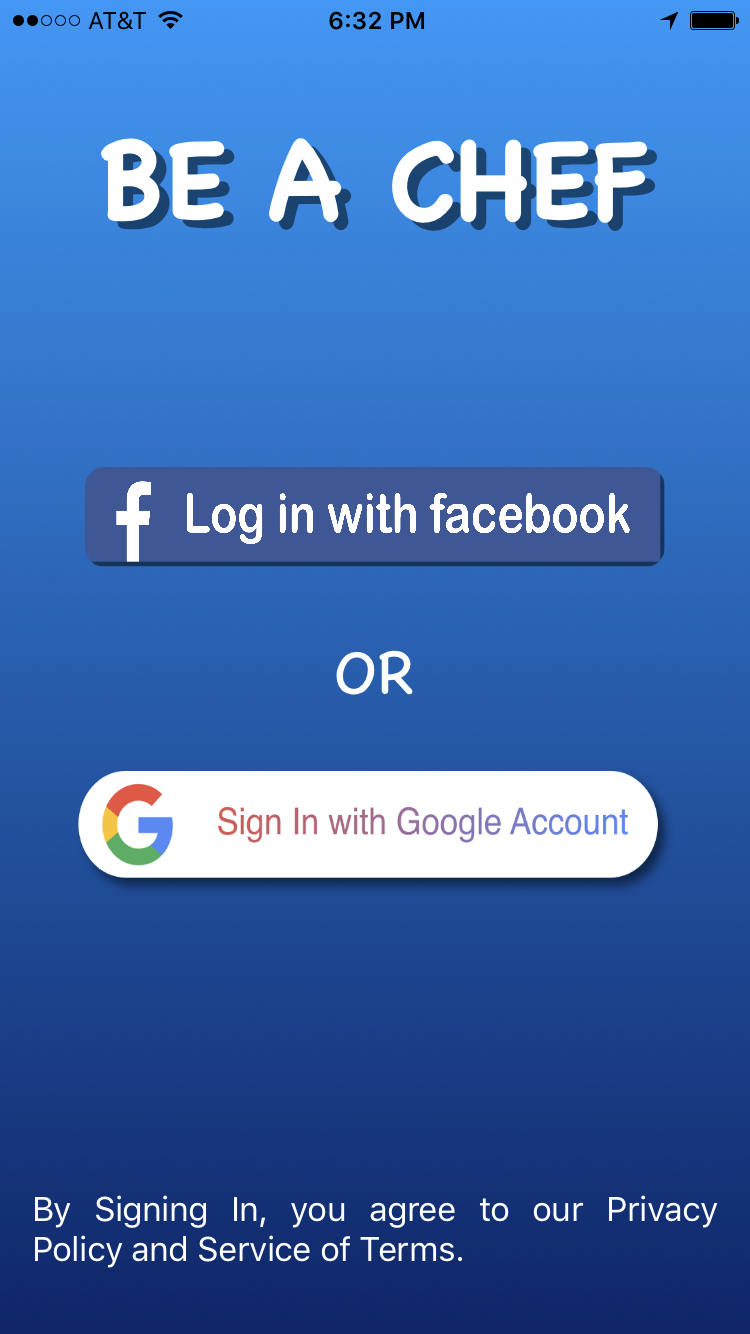 AT&T 6:32 PM
BE A CHEF
f Log in with facebook
OR
G Sign In with Google Account
By Signing In, you agree to our Privacy
Policy and Service of Terms.